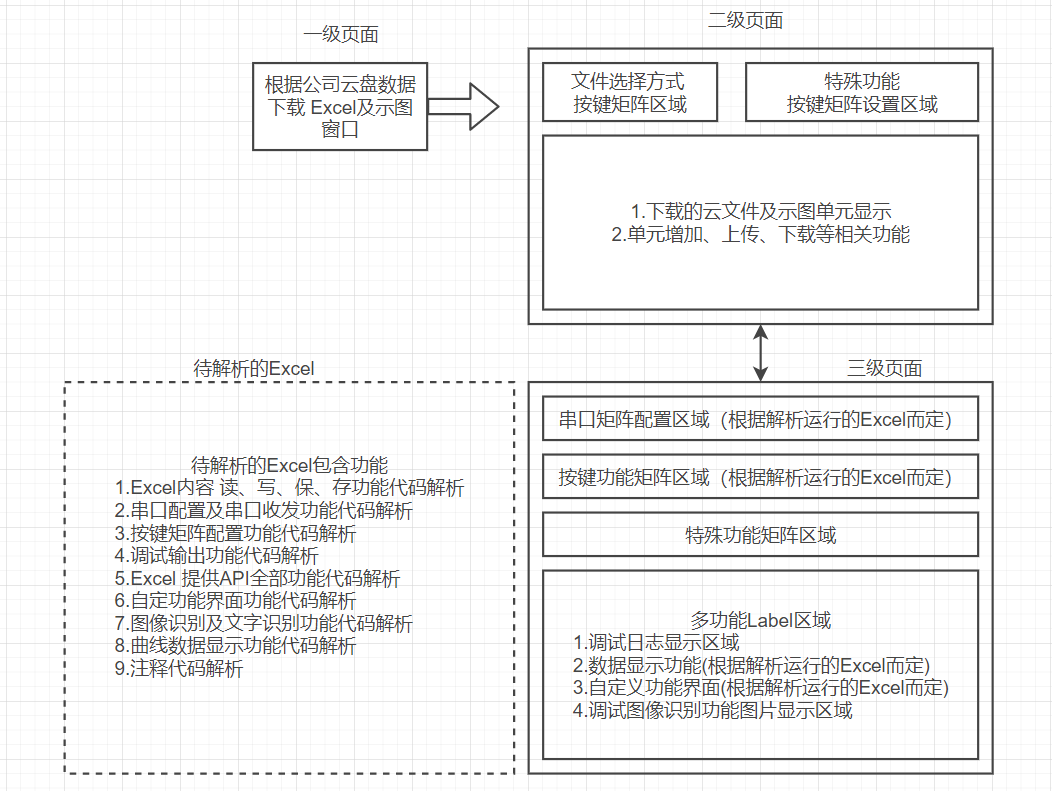 一级页面
根据公司云盘数据
下载 Excel及示图
窗口
二级页面
文件选择方式
按键矩阵区域
特殊功能
按键矩阵设置区域
1.下载的云文件及示图单元显示
2.单元增加、上传、下载等相关功能
待解析的Excel
待解析的Excel包含功能
1.Excel内容 读、写、保、存功能代码解析
2.串口配置及串口收发功能代码解析
3.按键矩阵配置功能代码解析
4.调试输出功能代码解析
5.Excel 提供API全部功能代码解析
6.自定功能界面功能代码解析
7.图像识别及文字识别功能代码解析
8.曲线数据显示功能代码解析
9.注释代码解析
三级页面
串口矩阵配置区域（根据解析运行的Excel而定）
按键功能矩阵区域（根据解析运行的Excel而定）
特殊功能矩阵区域
多功能Label区域
1.调试日志显示区域
2.数据显示功能(根据解析运行的Excel而定)
3.自定义功能界面(根据解析运行的Excel而定)
4.调试图像识别功能图片显示区域